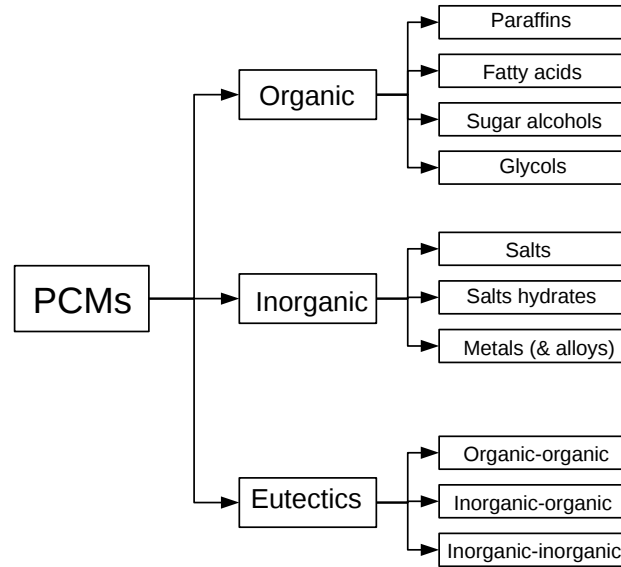 PCMs
Organic
Paraffins
Fatty acids
Sugar alcohols
Glycols
Inorganic
Salts
Salts hydrates
Metals (& alloys)
Eutectics
Organic-organic
Inorganic-organic
Inorganic-inorganic